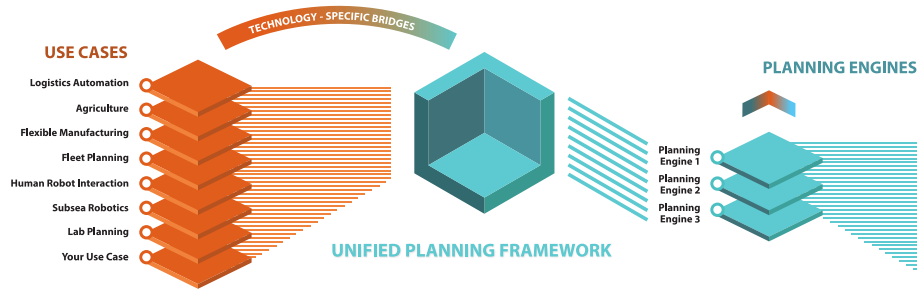 TECHNOLOGY - SPECIFIC BRIDGES
USE CASES
Logistics Automation
Agriculture
Flexible Manufacturing
Fleet Planning
Human Robot Interaction
Subsea Robotics
Lab Planning
Your Use Case
UNIFIED PLANNING FRAMEWORK
PLANNING ENGINES
Planning
Engine 1
Planning
Engine 2
Planning
Engine 3